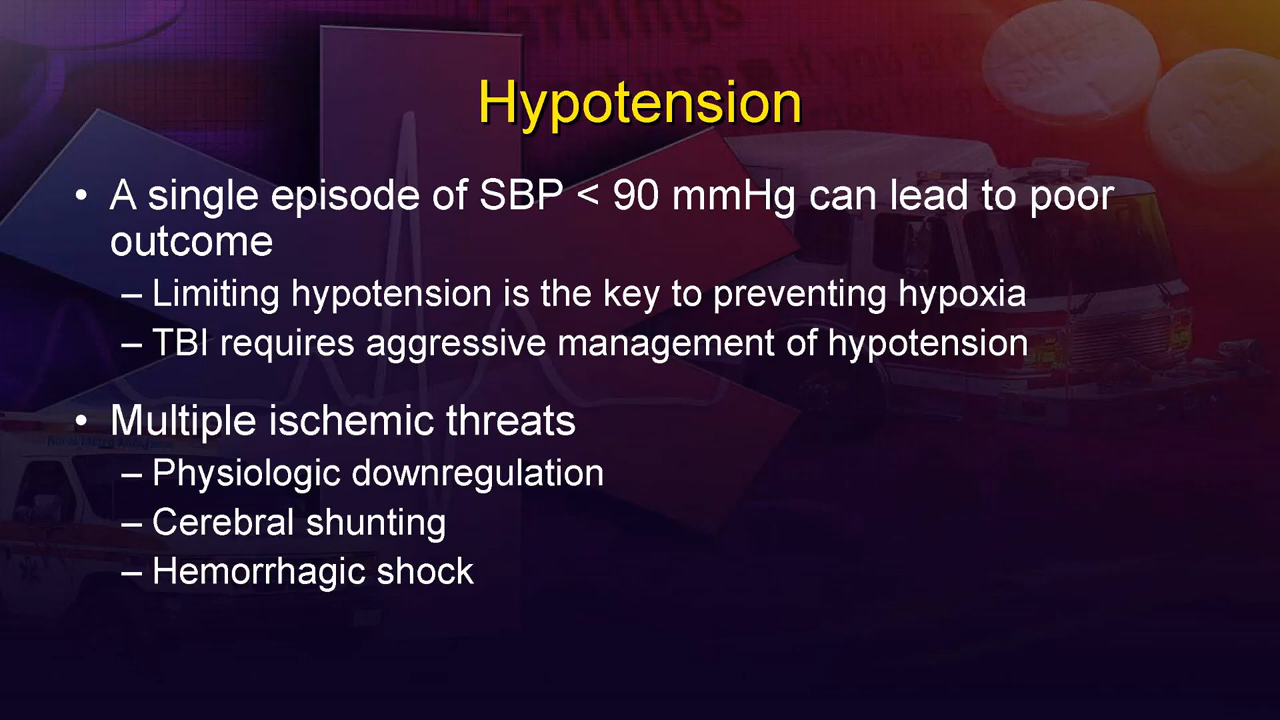 Hypotension
• A single episode of SBP < 90 mmHg can lead to poor
outcome
– Limiting hypotension is the key to preventing hypoxia
– TBI requires aggressive management of hypotension
• Multiple ischemic threats
– Physiologic downregulation
– Cerebral shunting
– Hemorrhagic shock